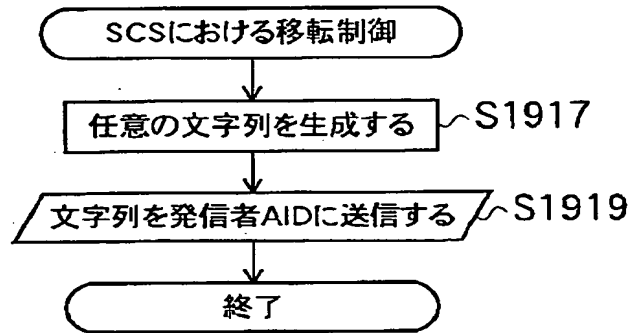 SCSにおける移転制御
任意の文字列を生成する
S1917
文字列を発信者AIDに送信する
S1919
終了